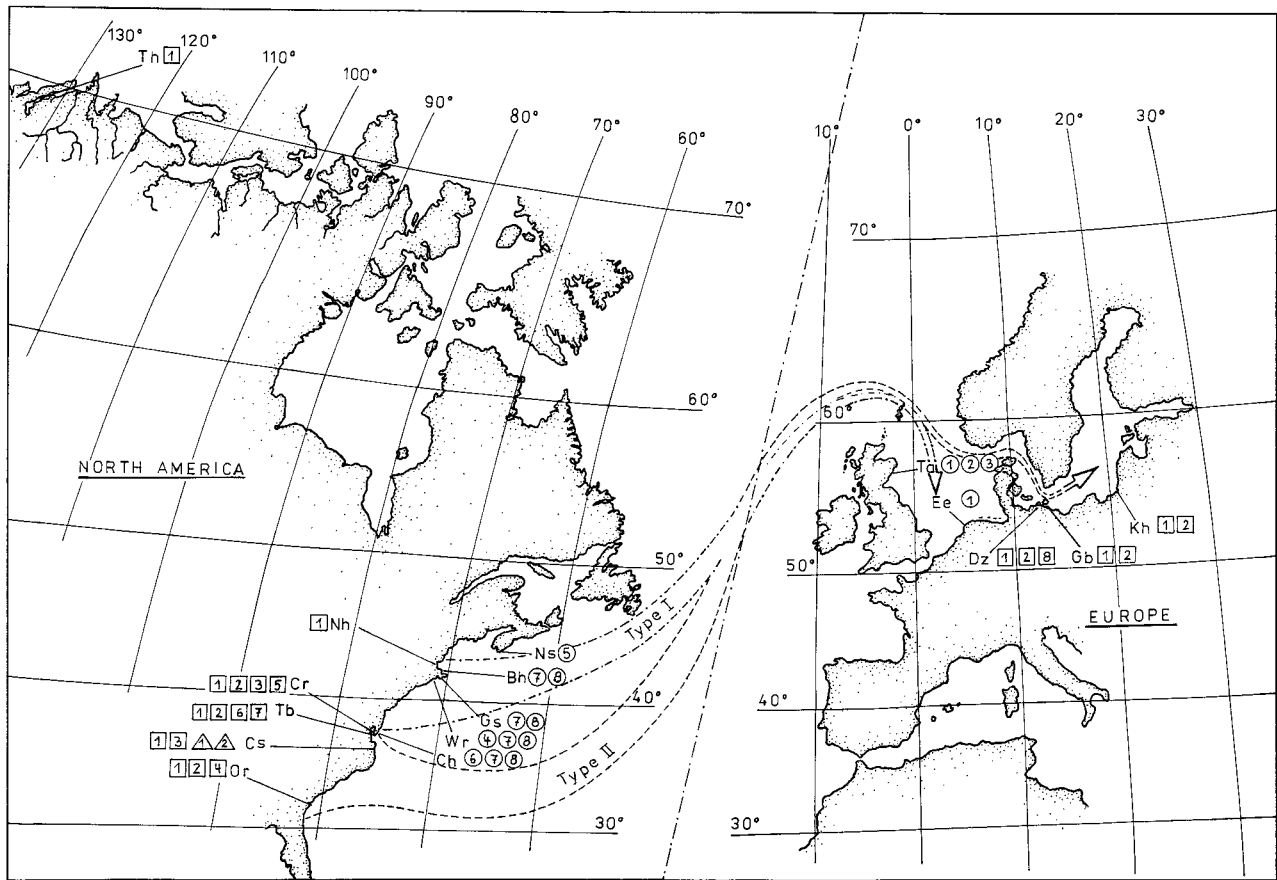 130°
120°
110°
100°
90°
80°
70°
60°
10° 0° 10° 20° 30°
Th 1
70°
70°
60°
60°
NORTH AMERICA
Tai 1 2 3
Ee 1
Kh 1 2
Dz 1 2 8 Gb 1 2
50°
50°
EUROPE
Type I
1 Nh
Ns 5
Bh 7 8
1 2 3 5 Cr
40°
40°
1 2 6 7 Tb
Gs 7 8
Wr 4 7 8
1 3 1 2 Cs
Ch 6 7 8
Type II
1 2 4 Or
30°
30°